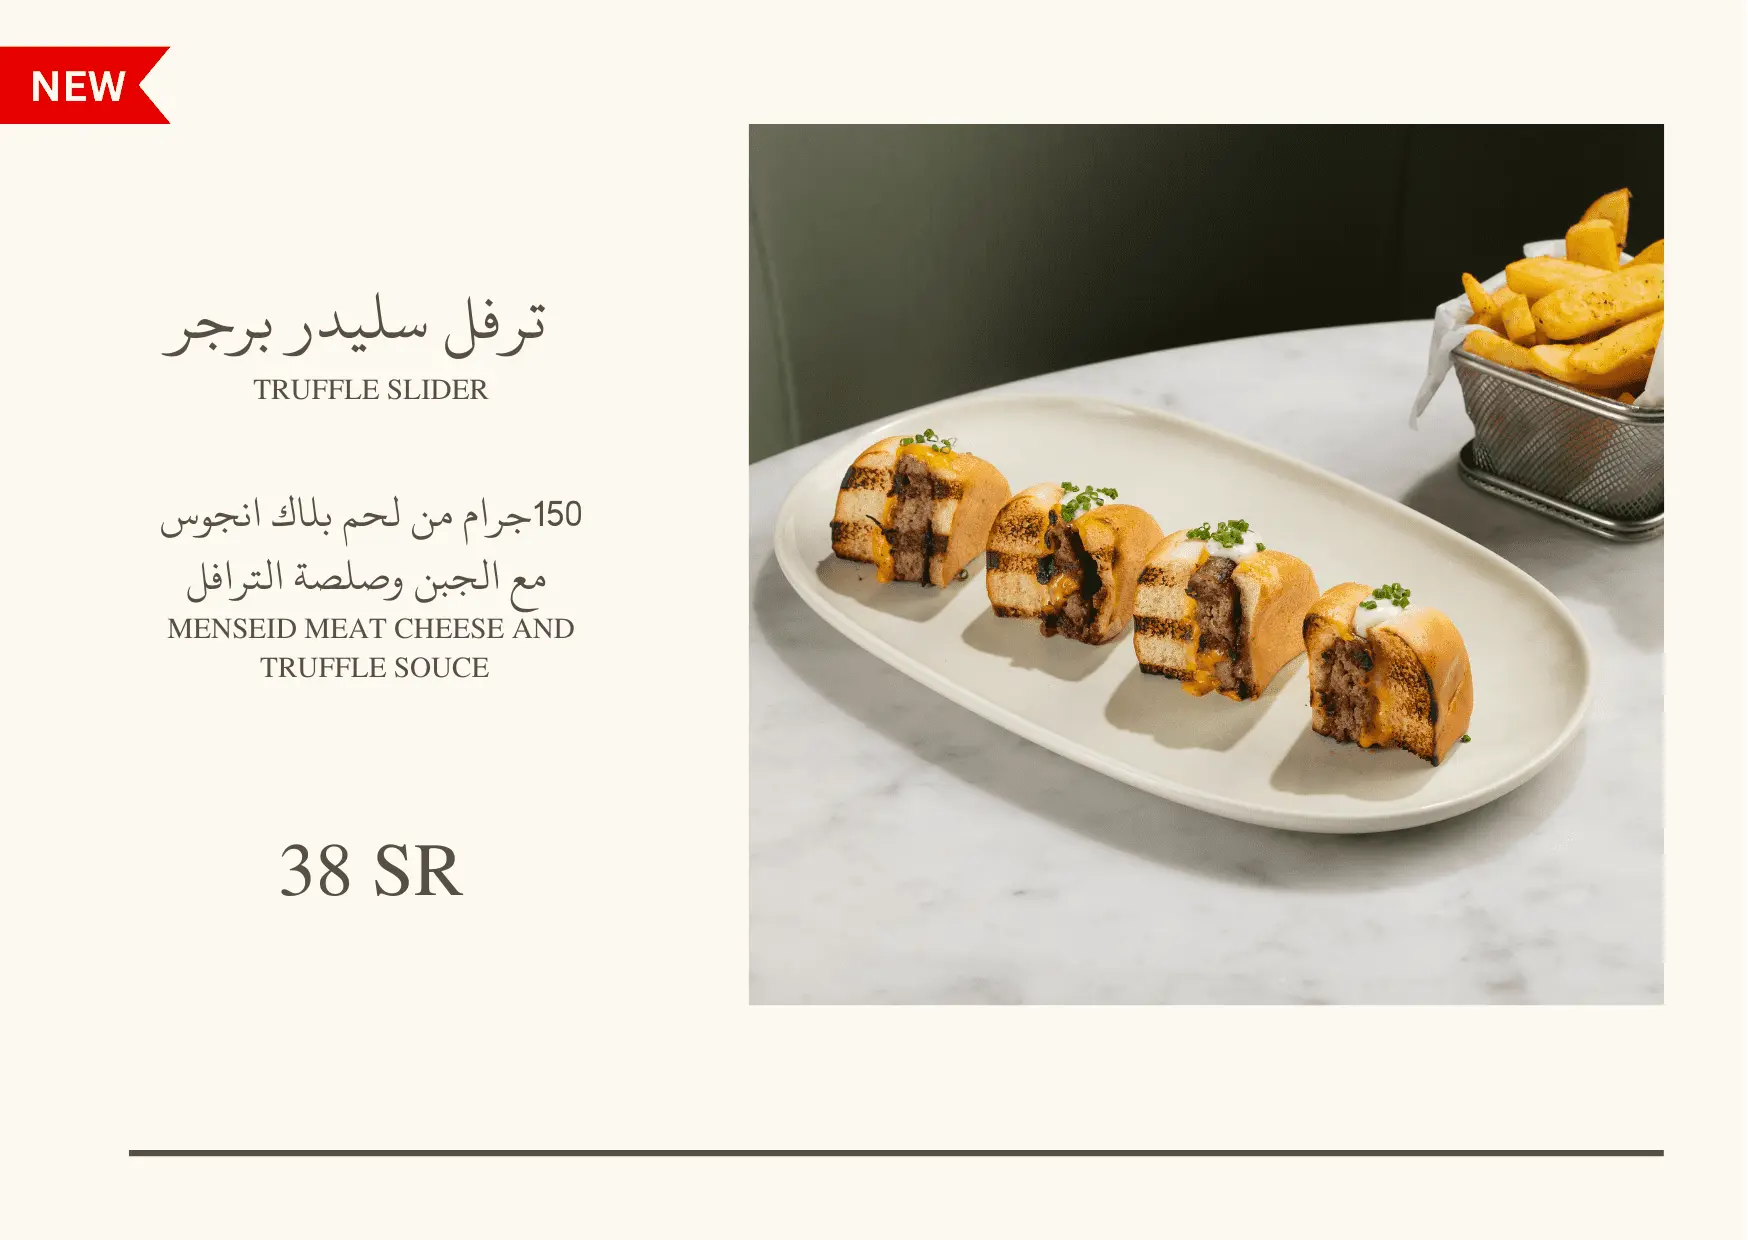 NEW
ترفل سليدر برجر
TRUFFLE SLIDER
150جرام من لحم بلاك انجوس
مع الجبن وصلصة الترافل
MENSEID MEAT CHEESE AND
TRUFFLE SOUCE
38 SR